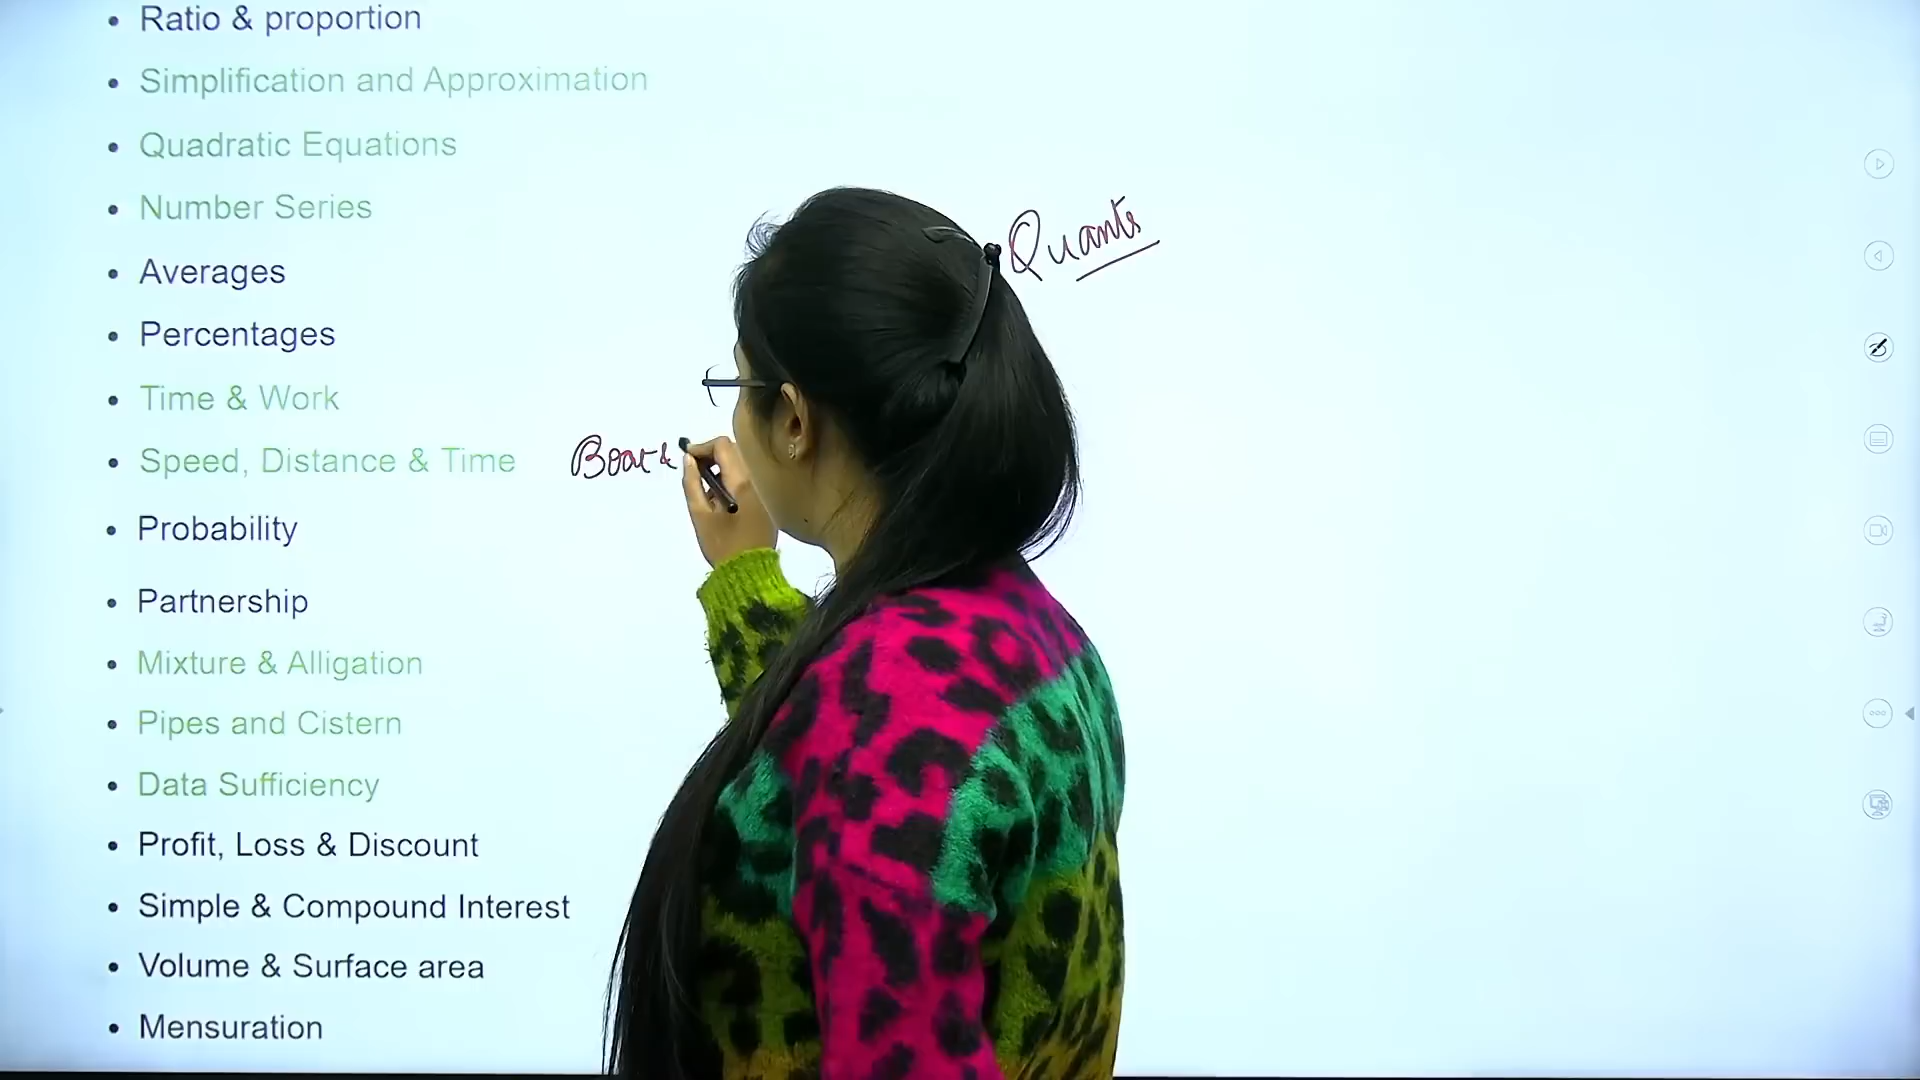 Ratio & proportion
Simplification and Approximation
Quadratic Equations
Number Series
Quants
Averages
Percentages
Time & Work
Speed, Distance & Time
Boat &
Probability
Partnership
Mixture & Alligation
Pipes and Cistern
Data Sufficiency
Profit, Loss & Discount
Simple & Compound Interest
Volume & Surface area
Mensuration